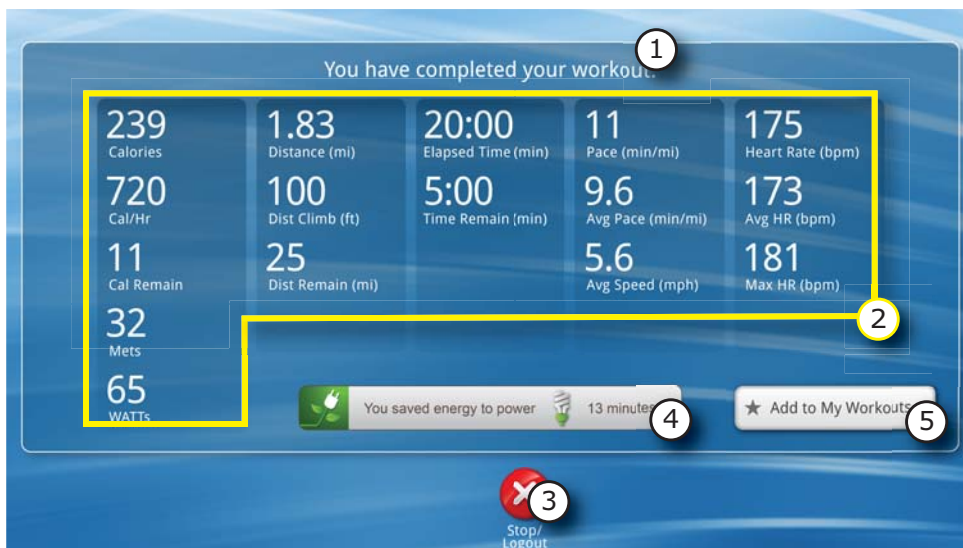 1
You have completed your workout.
239
Calories
1.83
Distance (mi)
20:00
Elapsed Time (min)
11
Pace (min/mi)
175
Heart Rate (bpm)
720
Cal/Hr
100
Dist Climb (ft)
5:00
Time Remain (min)
9.6
Avg Pace (min/mi)
173
Avg HR (bpm)
11
Cal Remain
25
Dist Remain (mi)
5.6
Avg Speed (mph)
181
Max HR (bpm)
2
32
Mets
65
WATTs
You saved energy to power 13 minutes
4
★ Add to My Workouts
5
3
Stop/
Logout